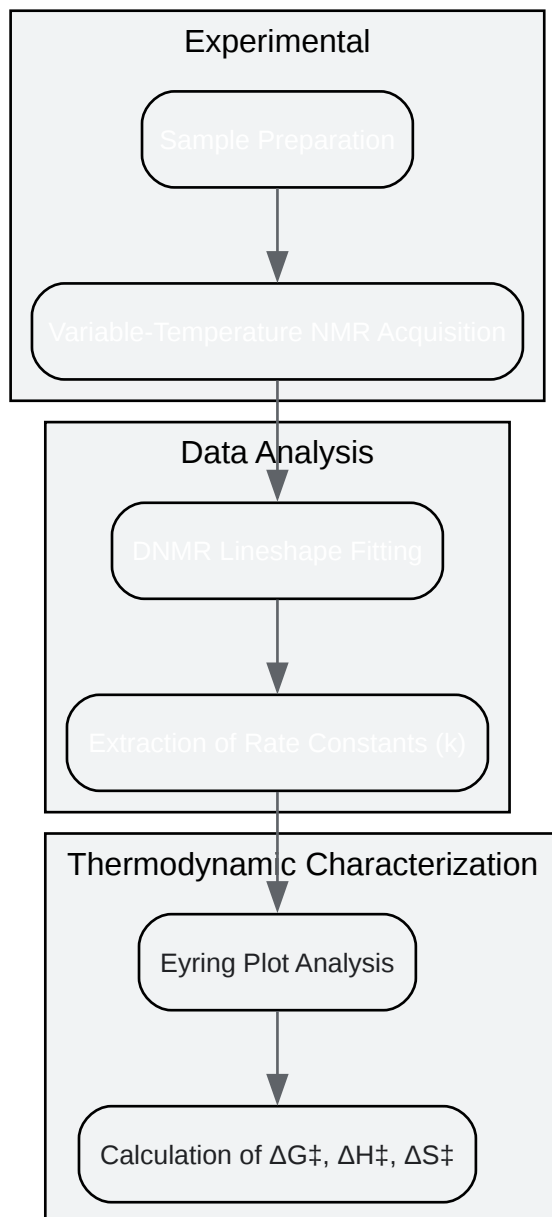 Experimental
Sample Preparation
Variable-Temperature NMR Acquisition
Data Analysis
DNMR Lineshape Fitting
Extraction of Rate Constants (k)
Thermodynamic Characterization
Eyring Plot Analysis
Calculation of ΔG‡, ΔH‡, ΔS‡